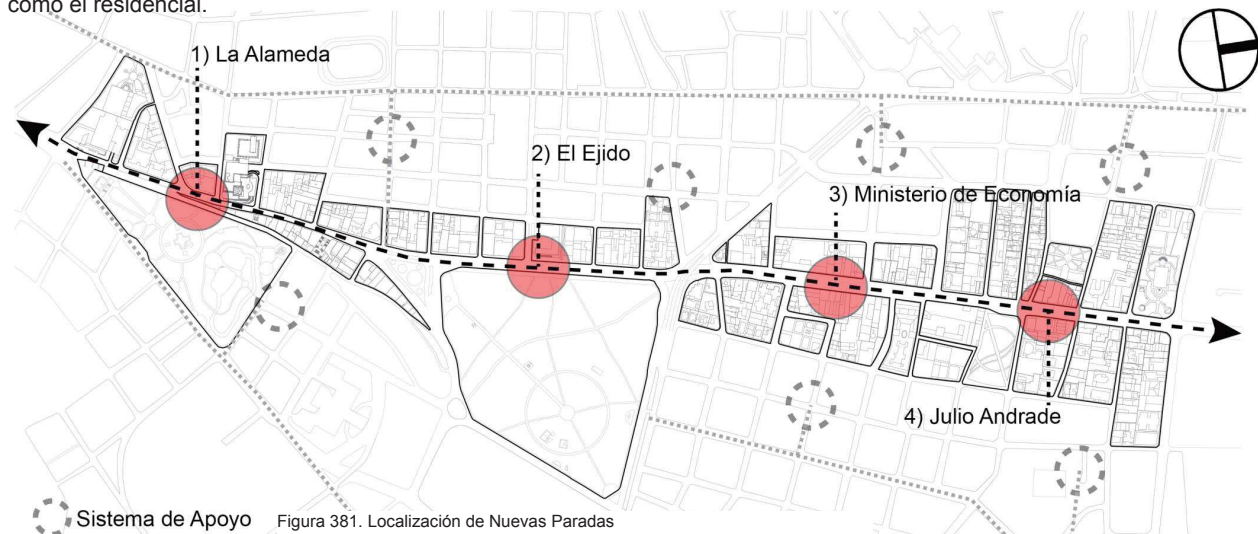 como el residencial.
1) La Alameda
2) El Ejido
3) Ministerio de Economía
4) Julio Andrade
Sistema de Apoyo
Figura 381. Localización de Nuevas Paradas